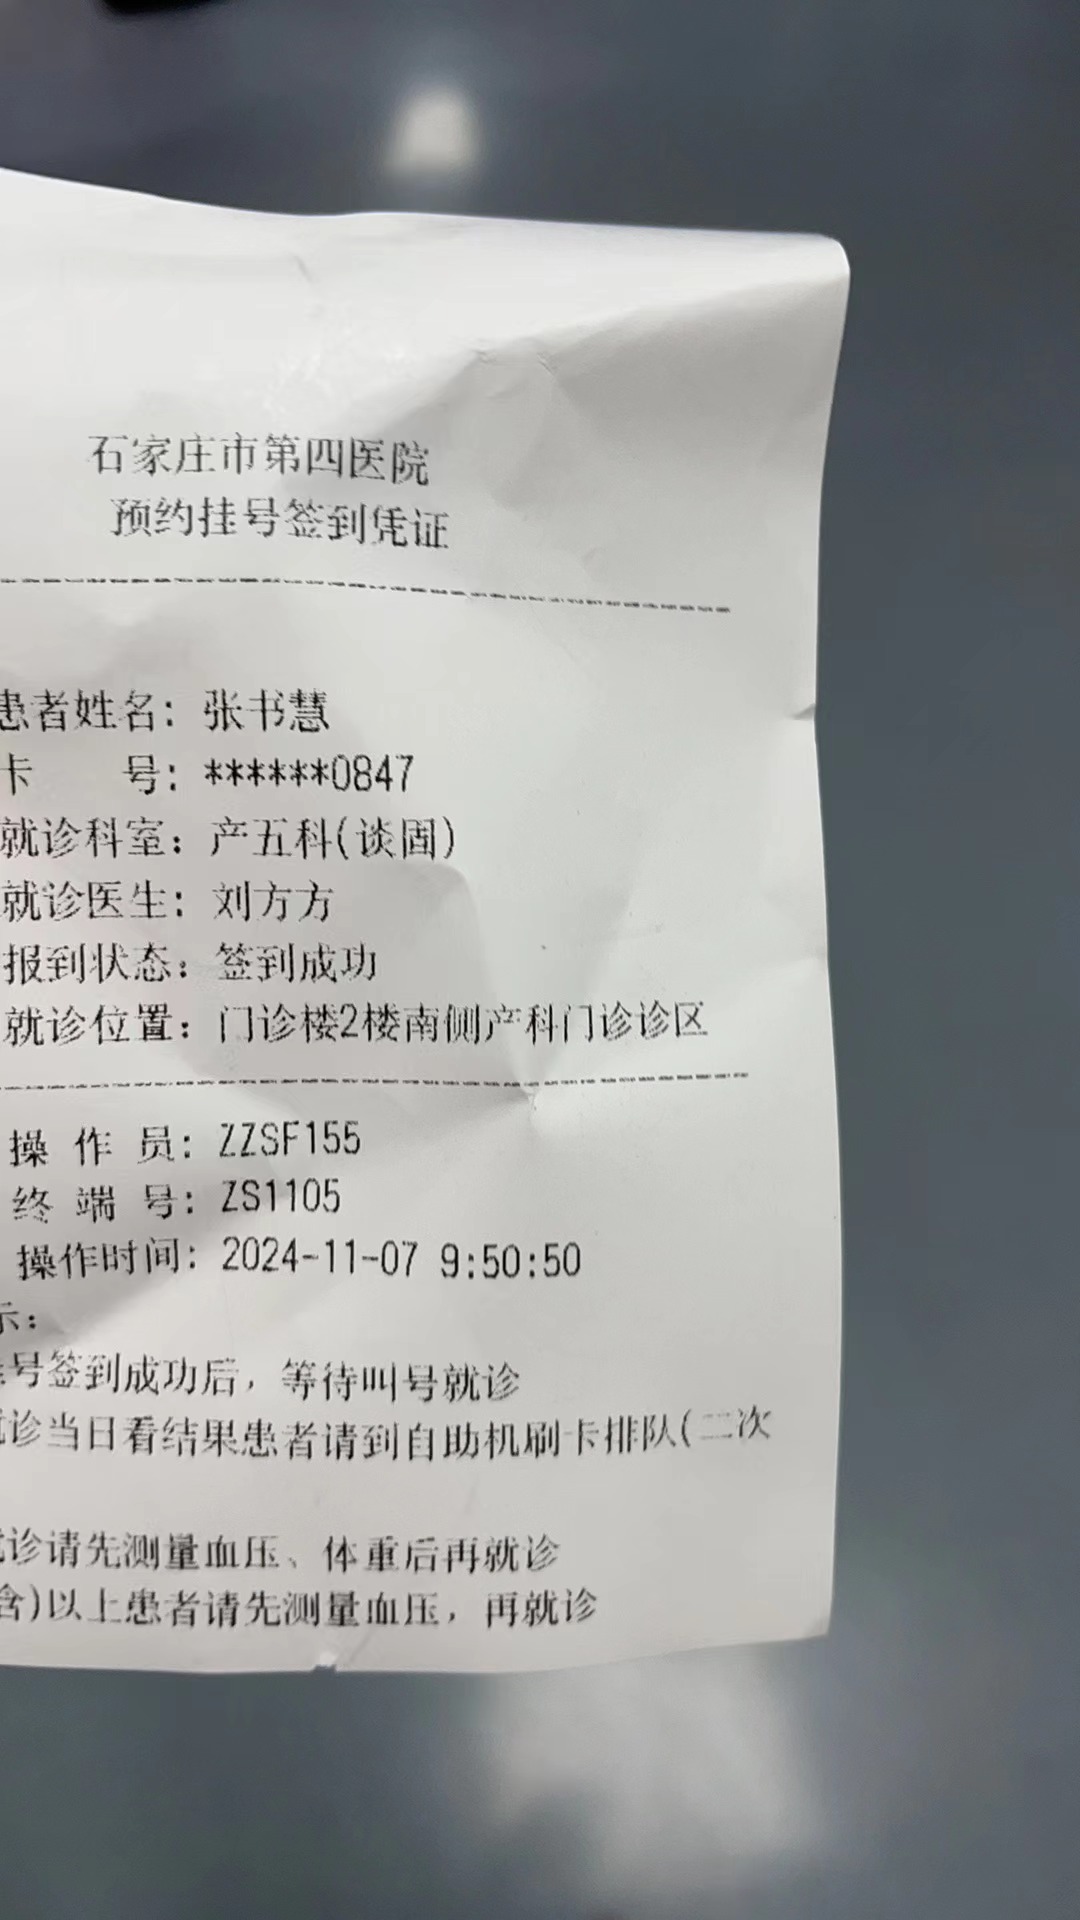 石家庄市第四医院
预约挂号签到凭证
患者姓名：张书慧
卡 号：******0847
就诊科室：产五科(谈固)
就诊医生：刘方方
报到状态：签到成功
就诊位置：门诊楼2楼南侧产科门诊诊区
操 作 员：ZZSF155
终 端 号：ZS1105
操作时间：2024-11-07 9:50:50
示：
号签到成功后，等待叫号就诊
诊当日看结果患者请到自助机刷卡排队(二次
诊请先测量血压、体重后再就诊
含)以上患者请先测量血压，再就诊